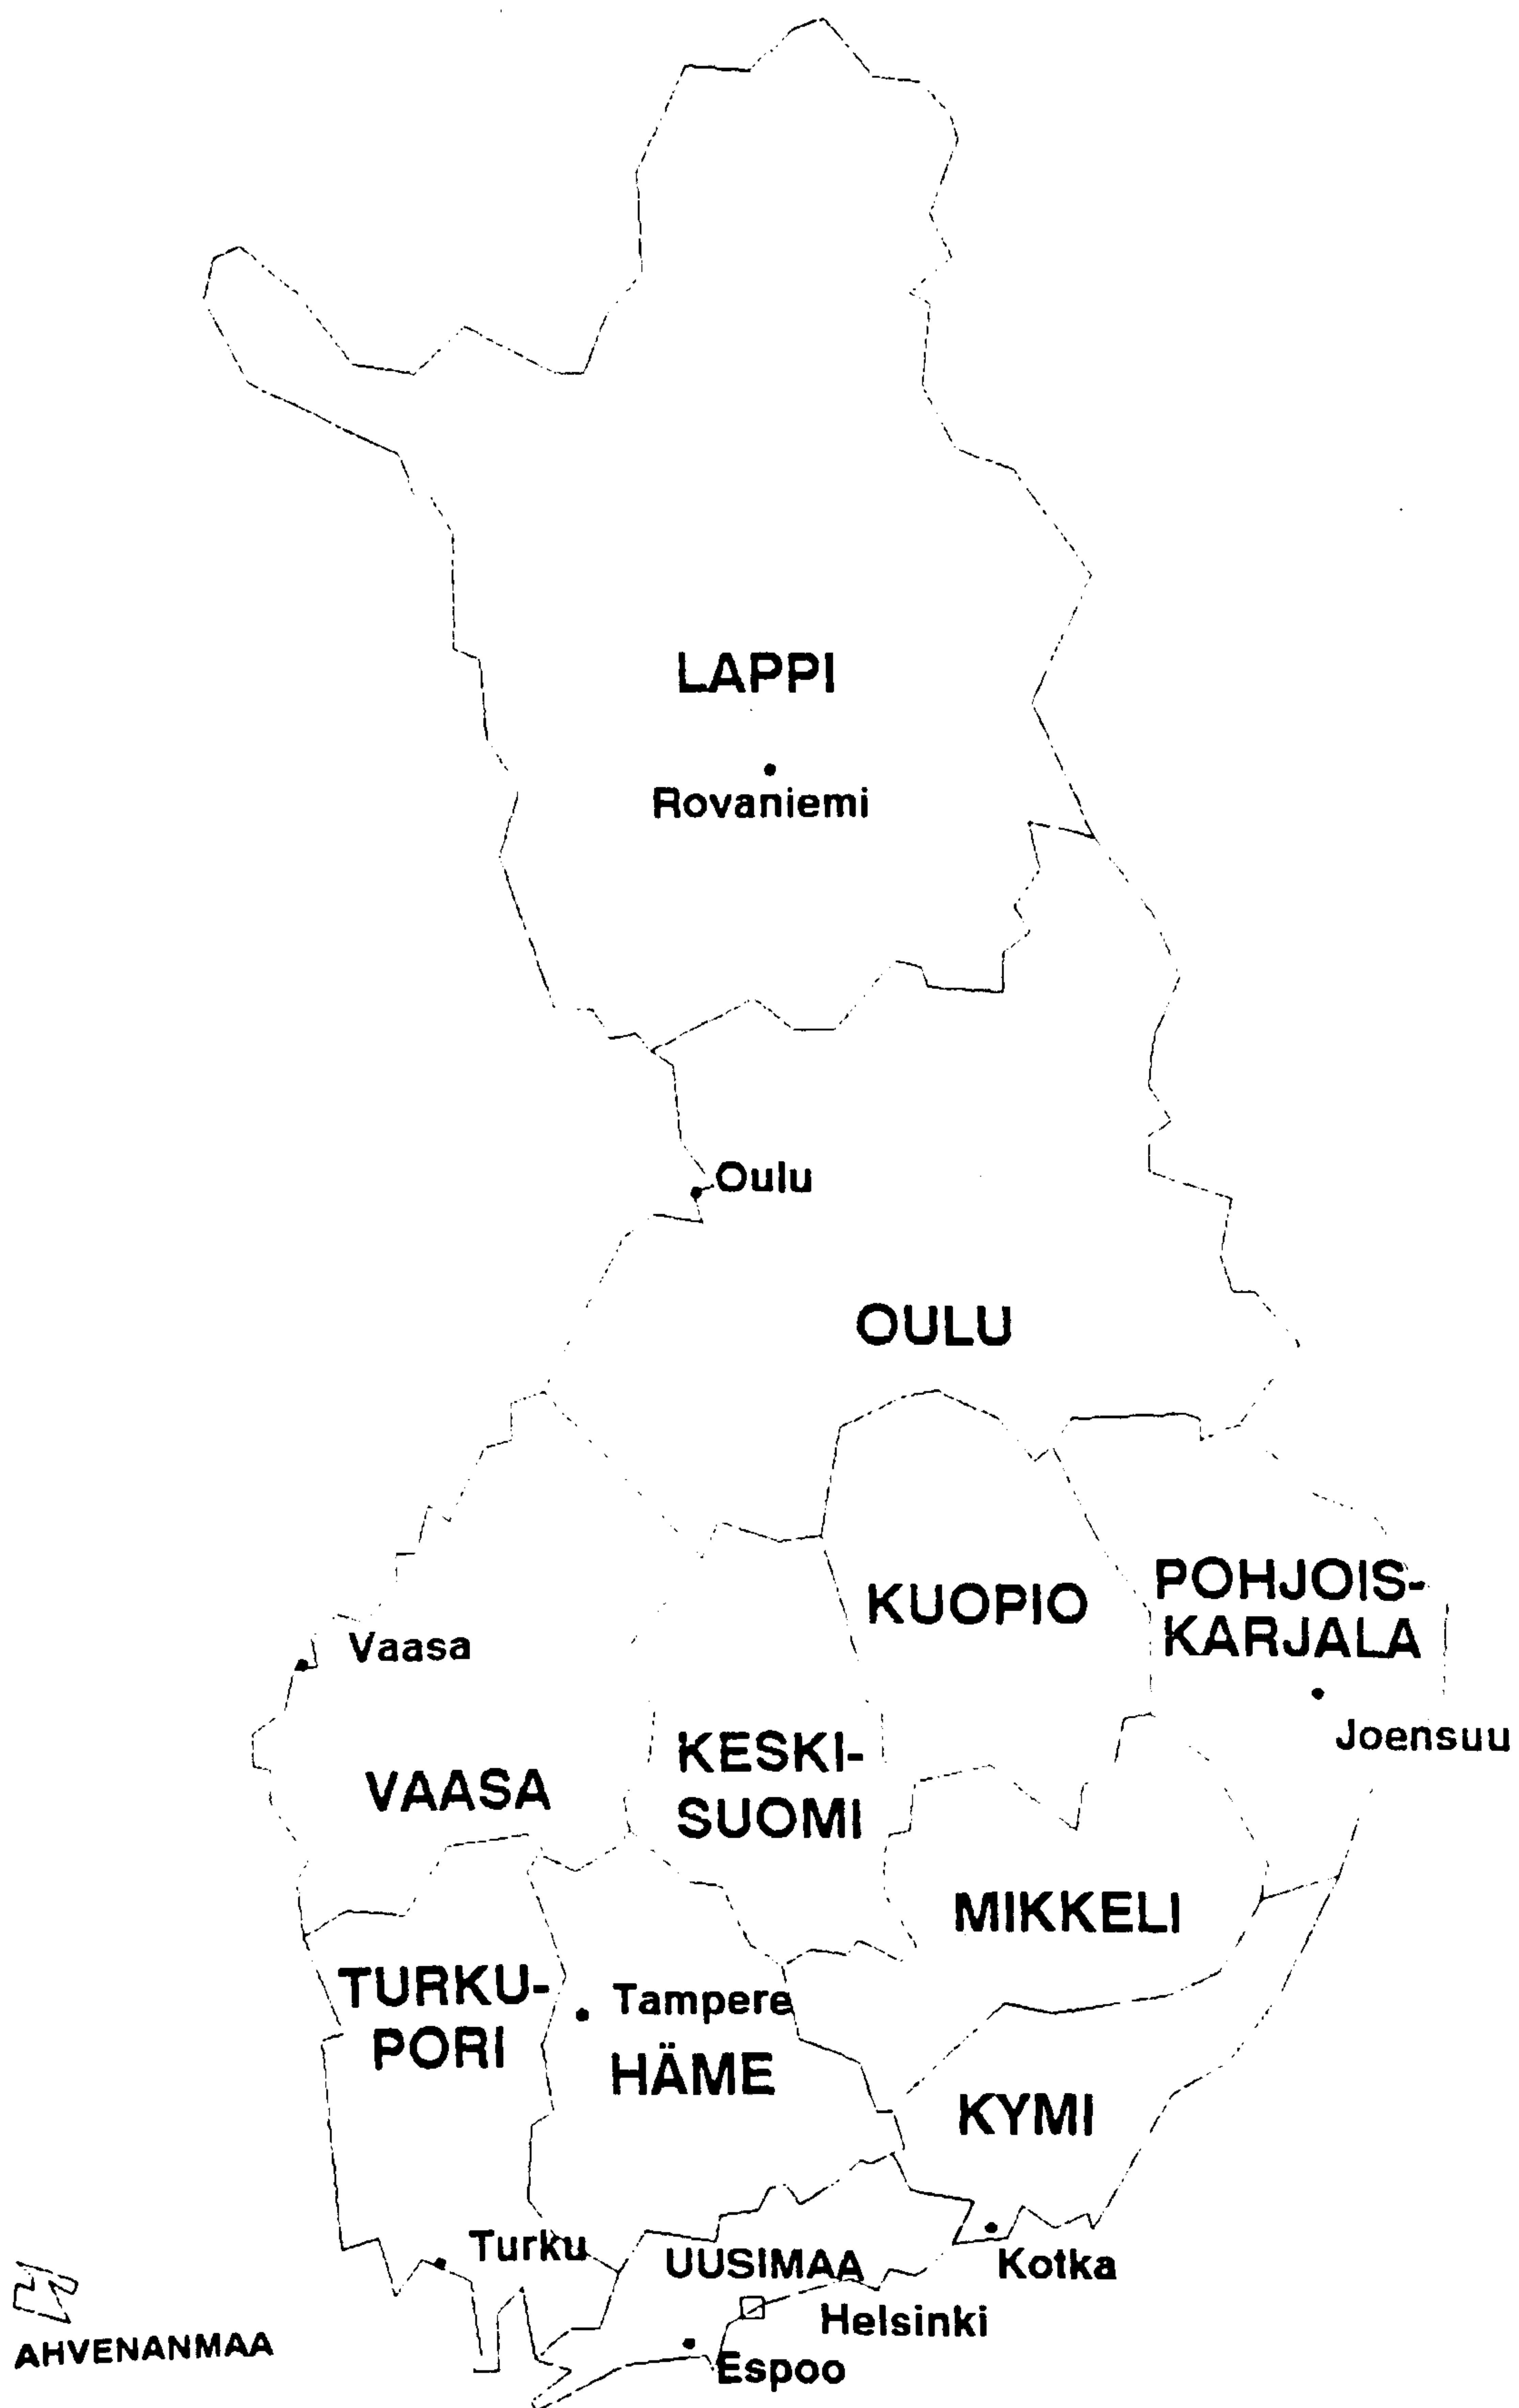 LAPPI
Rovaniemi
Oulu
OULU
KUOPIO
POHJOIS-
KARJALA
Joensuu
Vaasa
VAASA
KESKI-
SUOMI
MIKKELI
TURKU-
PORI
Tampere
HÄME
KYMI
Turku
UUSIMAA
Kotka
Helsinki
Espoo
AHVENANMAA